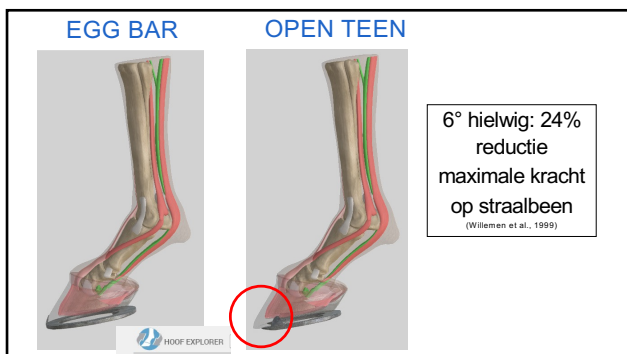 EGG BAR
OPEN TEEN
6° hielwig: 24%
reductie
maximale kracht
op straalbeen
(Willemen et al., 1999)
HOOF EXPLORER